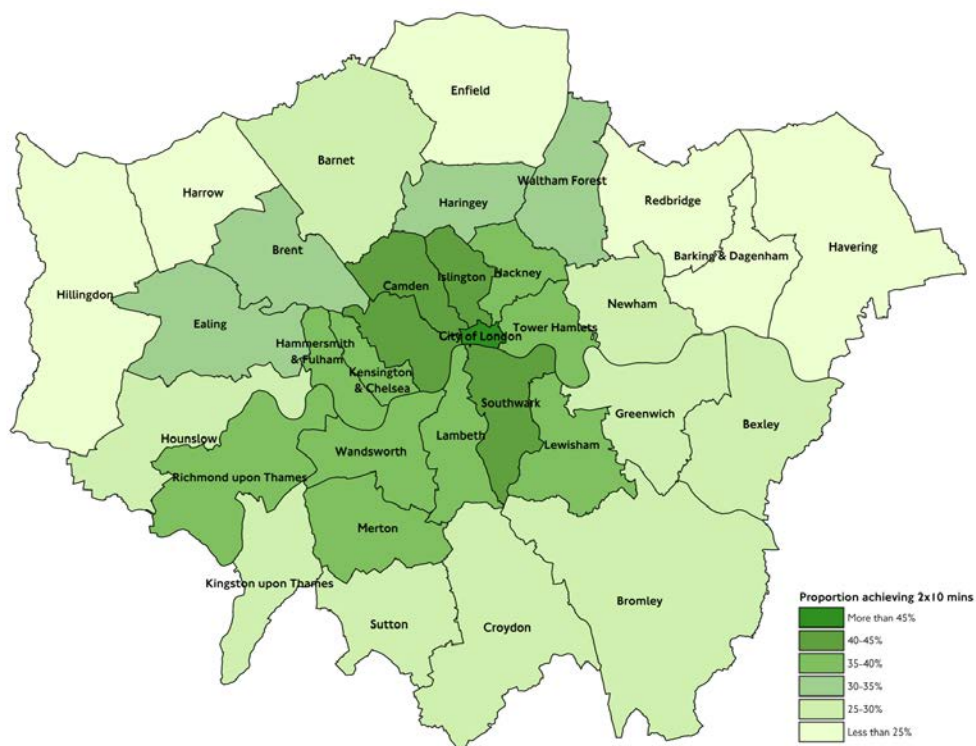 Enfield
Barnet
Harrow
Waltham Forest
Haringey
Redbridge
Brent
Havering
Barking & Dagenham
Hackney
Islington
Camden
Hillingdon
Newham
Ealing
Tower Hamlets
City of London
Hammersmith
& Fulham
Kensington
& Chelsea
Southwark
Greenwich
Bexley
Hounslow
Lambeth
Lewisham
Wandsworth
Richmond upon Thames
Merton
Kingston upon Thames
Sutton
Croydon
Bromley
Proportion achieving 2x10 mins
More than 45%
40-45%
35-40%
30-35%
25-30%
Less than 25%